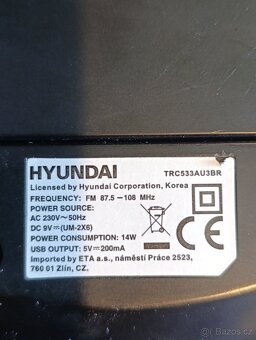 HYUNDAI TRC533AU3BR
Licensed by Hyundai Corporation, Korea
FREQUENCY: FM 87.5 – 108 MHz
POWER SOURCE:
AC 230V~50Hz
DC 9V⎓(UM-2X6)
POWER CONSUMPTION: 14W
USB OUTPUT: 5V⎓200mA
Imported by ETA a.s., náměstí Práce 2523,
760 01 Zlín, CZ.
CE
Bazoš.cz